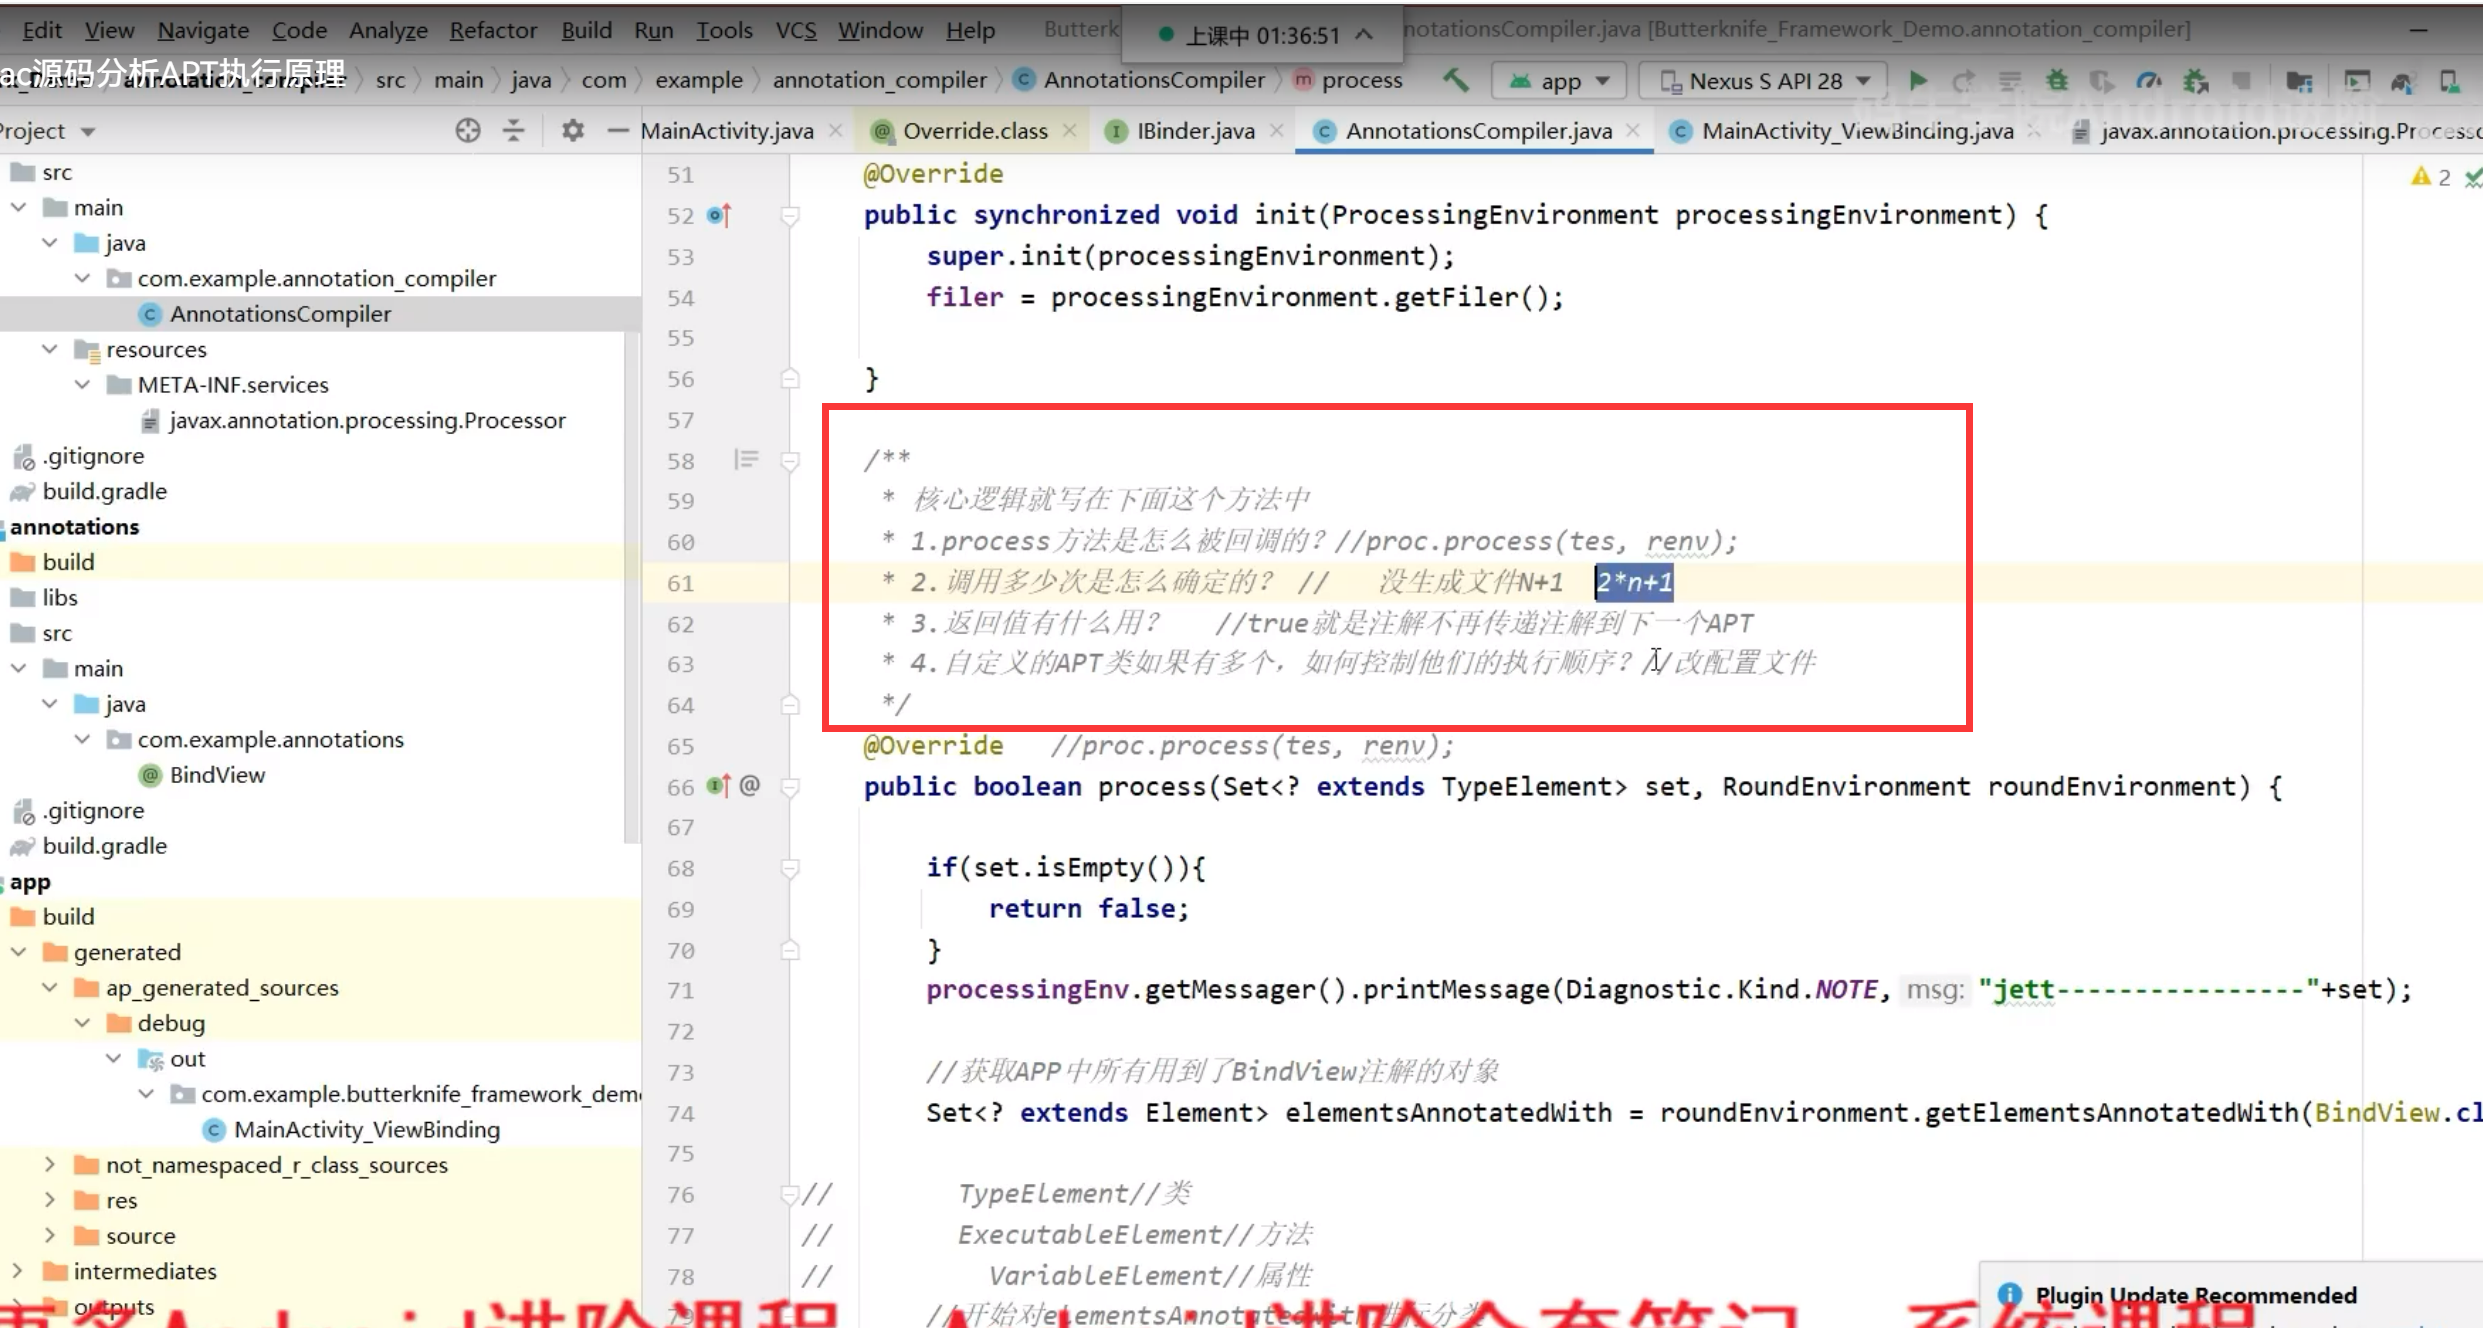 Edit View Navigate Code Analyze Refactor Build Run Tools VCS Window Help Butterk 上课中 01:36:51 notationsCompiler.java [Butterknife_Framework_Demo.annotation_compiler]
ac源码分析APT执行原理 src main java com example annotation_compiler AnnotationsCompiler process app Nexus S API 28
Project MainActivity.java Override.class IBinder.java AnnotationsCompiler.java MainActivity_ViewBinding.java javax.annotation.processing.Processo
src
main
java
com.example.annotation_compiler
AnnotationsCompiler
resources
META-INF.services
javax.annotation.processing.Processor
.gitignore
build.gradle
annotations
build
libs
src
main
java
com.example.annotations
BindView
.gitignore
build.gradle
app
build
generated
ap_generated_sources
debug
out
com.example.butterknife_framework_dem
MainActivity_ViewBinding
not_namespaced_r_class_sources
res
source
intermediates
outputs
2
51 @Override
52 public synchronized void init(ProcessingEnvironment processingEnvironment) {
53 super.init(processingEnvironment);
54 filer = processingEnvironment.getFiler();
55
56 }
57
58 /**
59 * 核心逻辑就写在下面这个方法中
60 * 1.process方法是怎么被回调的？//proc.process(tes, renv);
61 * 2.调用多少次是怎么确定的？ // 没生成文件N+1 2*n+1
62 * 3.返回值有什么用？ //true就是注解不再传递注解到下一个APT
63 * 4.自定义的APT类如果有多个，如何控制他们的执行顺序？//改配置文件
64 */
65 @Override //proc.process(tes, renv);
66 public boolean process(Set<? extends TypeElement> set, RoundEnvironment roundEnvironment) {
67
68 if(set.isEmpty()){
69 return false;
70 }
71 processingEnv.getMessager().printMessage(Diagnostic.Kind.NOTE, msg: "jett----------------"+set);
72
73 //获取APP中所有用到了BindView注解的对象
74 Set<? extends Element> elementsAnnotatedWith = roundEnvironment.getElementsAnnotatedWith(BindView.cl
75
76 // TypeElement//类
77 // ExecutableElement//方法
78 // VariableElement//属性
79 //开始对elementsAnnotatedWith进行分类
Plugin Update Recommended